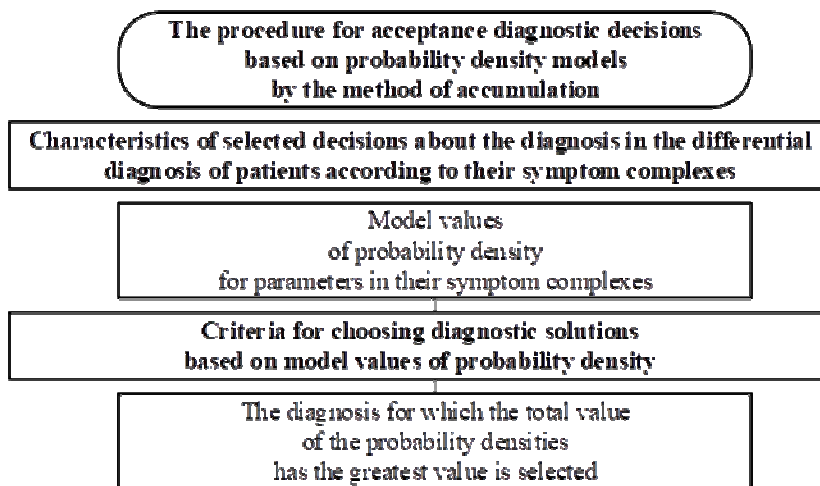 The procedure for acceptance diagnostic decisions
based on probability density models
by the method of accumulation
Characteristics of selected decisions about the diagnosis in the differential
diagnosis of patients according to their symptom complexes
Model values
of probability density
for parameters in their symptom complexes
Criteria for choosing diagnostic solutions
based on model values of probability density
The diagnosis for which the total value
of the probability densities
has the greatest value is selected